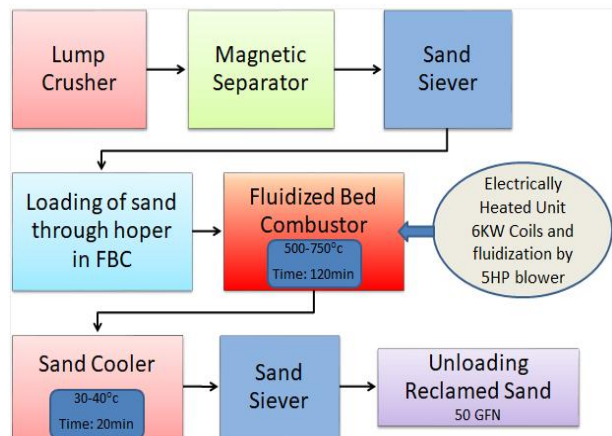 Lump
Crusher
Magnetic
Separator
Sand
Siever
Loading of sand
through hoper
in FBC
Fluidized Bed
Combustor
500-750°c
Time: 120min
Electrically
Heated Unit
6KW Coils and
fluidization by
5HP blower
Sand Cooler
30-40°c
Time: 20min
Sand
Siever
Unloading
Reclamed Sand
50 GFN